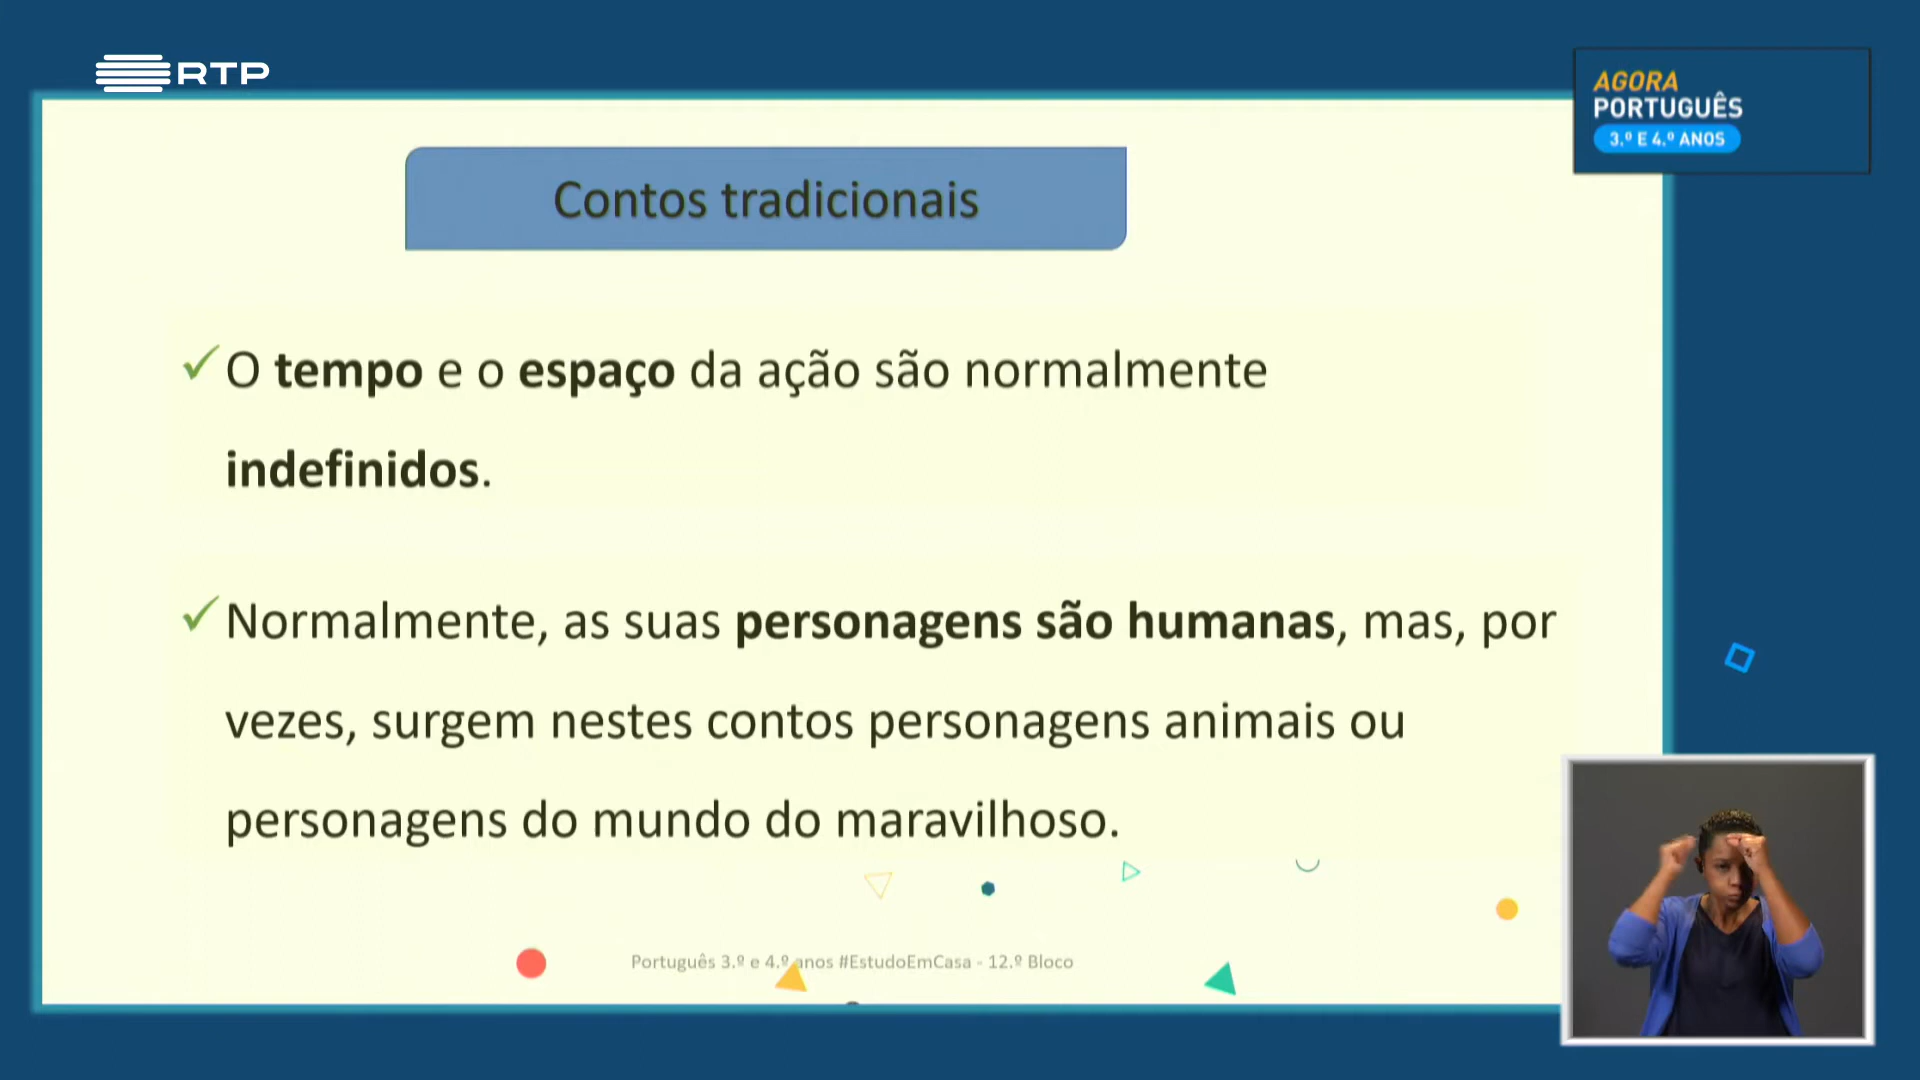 RTP
AGORA
PORTUGUÊS
3.º E 4.º ANOS
Contos tradicionais
O tempo e o espaço da ação são normalmente
indefinidos.
Normalmente, as suas personagens são humanas, mas, por
vezes, surgem nestes contos personagens animais ou
personagens do mundo do maravilhoso.
Português 3.º e 4.º anos #EstudoEmCasa - 12.º Bloco